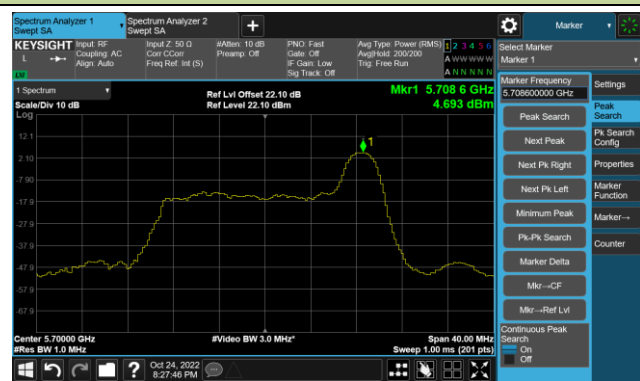 Spectrum Analyzer 1
Swept SA
Spectrum Analyzer 2
Swept SA
+
Marker
KEYSIGHT
L
LW
Input: RF
Coupling: AC
Align: Auto
Input Z: 50 Ω
Corr CCorr
Freq Ref: Int (S)
#Atten: 10 dB
Preamp: Off
PNO: Fast
Gate: Off
IF Gain: Low
Sig Track: Off
Avg Type: Power (RMS)
Avg|Hold: 200/200
Trig: Free Run
1 2 3 4 5 6
A W W W W W
A N N N N N
Select Marker
Marker 1
1 Spectrum
Scale/Div 10 dB
Log
Ref Lvl Offset 22.10 dB
Ref Level 22.10 dBm
Mkr1 5.708 6 GHz
4.693 dBm
1
12.1
2.10
-7.90
-17.9
-27.9
-37.9
-47.9
-57.9
-67.9
Center 5.70000 GHz
#Res BW 1.0 MHz
#Video BW 3.0 MHz*
Span 40.00 MHz
Sweep 1.00 ms (201 pts)
Marker Frequency
5.708600000 GHz
Peak Search
Next Peak
Next Pk Right
Next Pk Left
Minimum Peak
Pk-Pk Search
Marker Delta
Mkr→CF
Mkr→Ref Lvl
Continuous Peak
Search
On
Off
Settings
Peak
Search
Pk Search
Config
Properties
Marker
Function
Marker→
Counter
?
Oct 24, 2022
8:27:46 PM